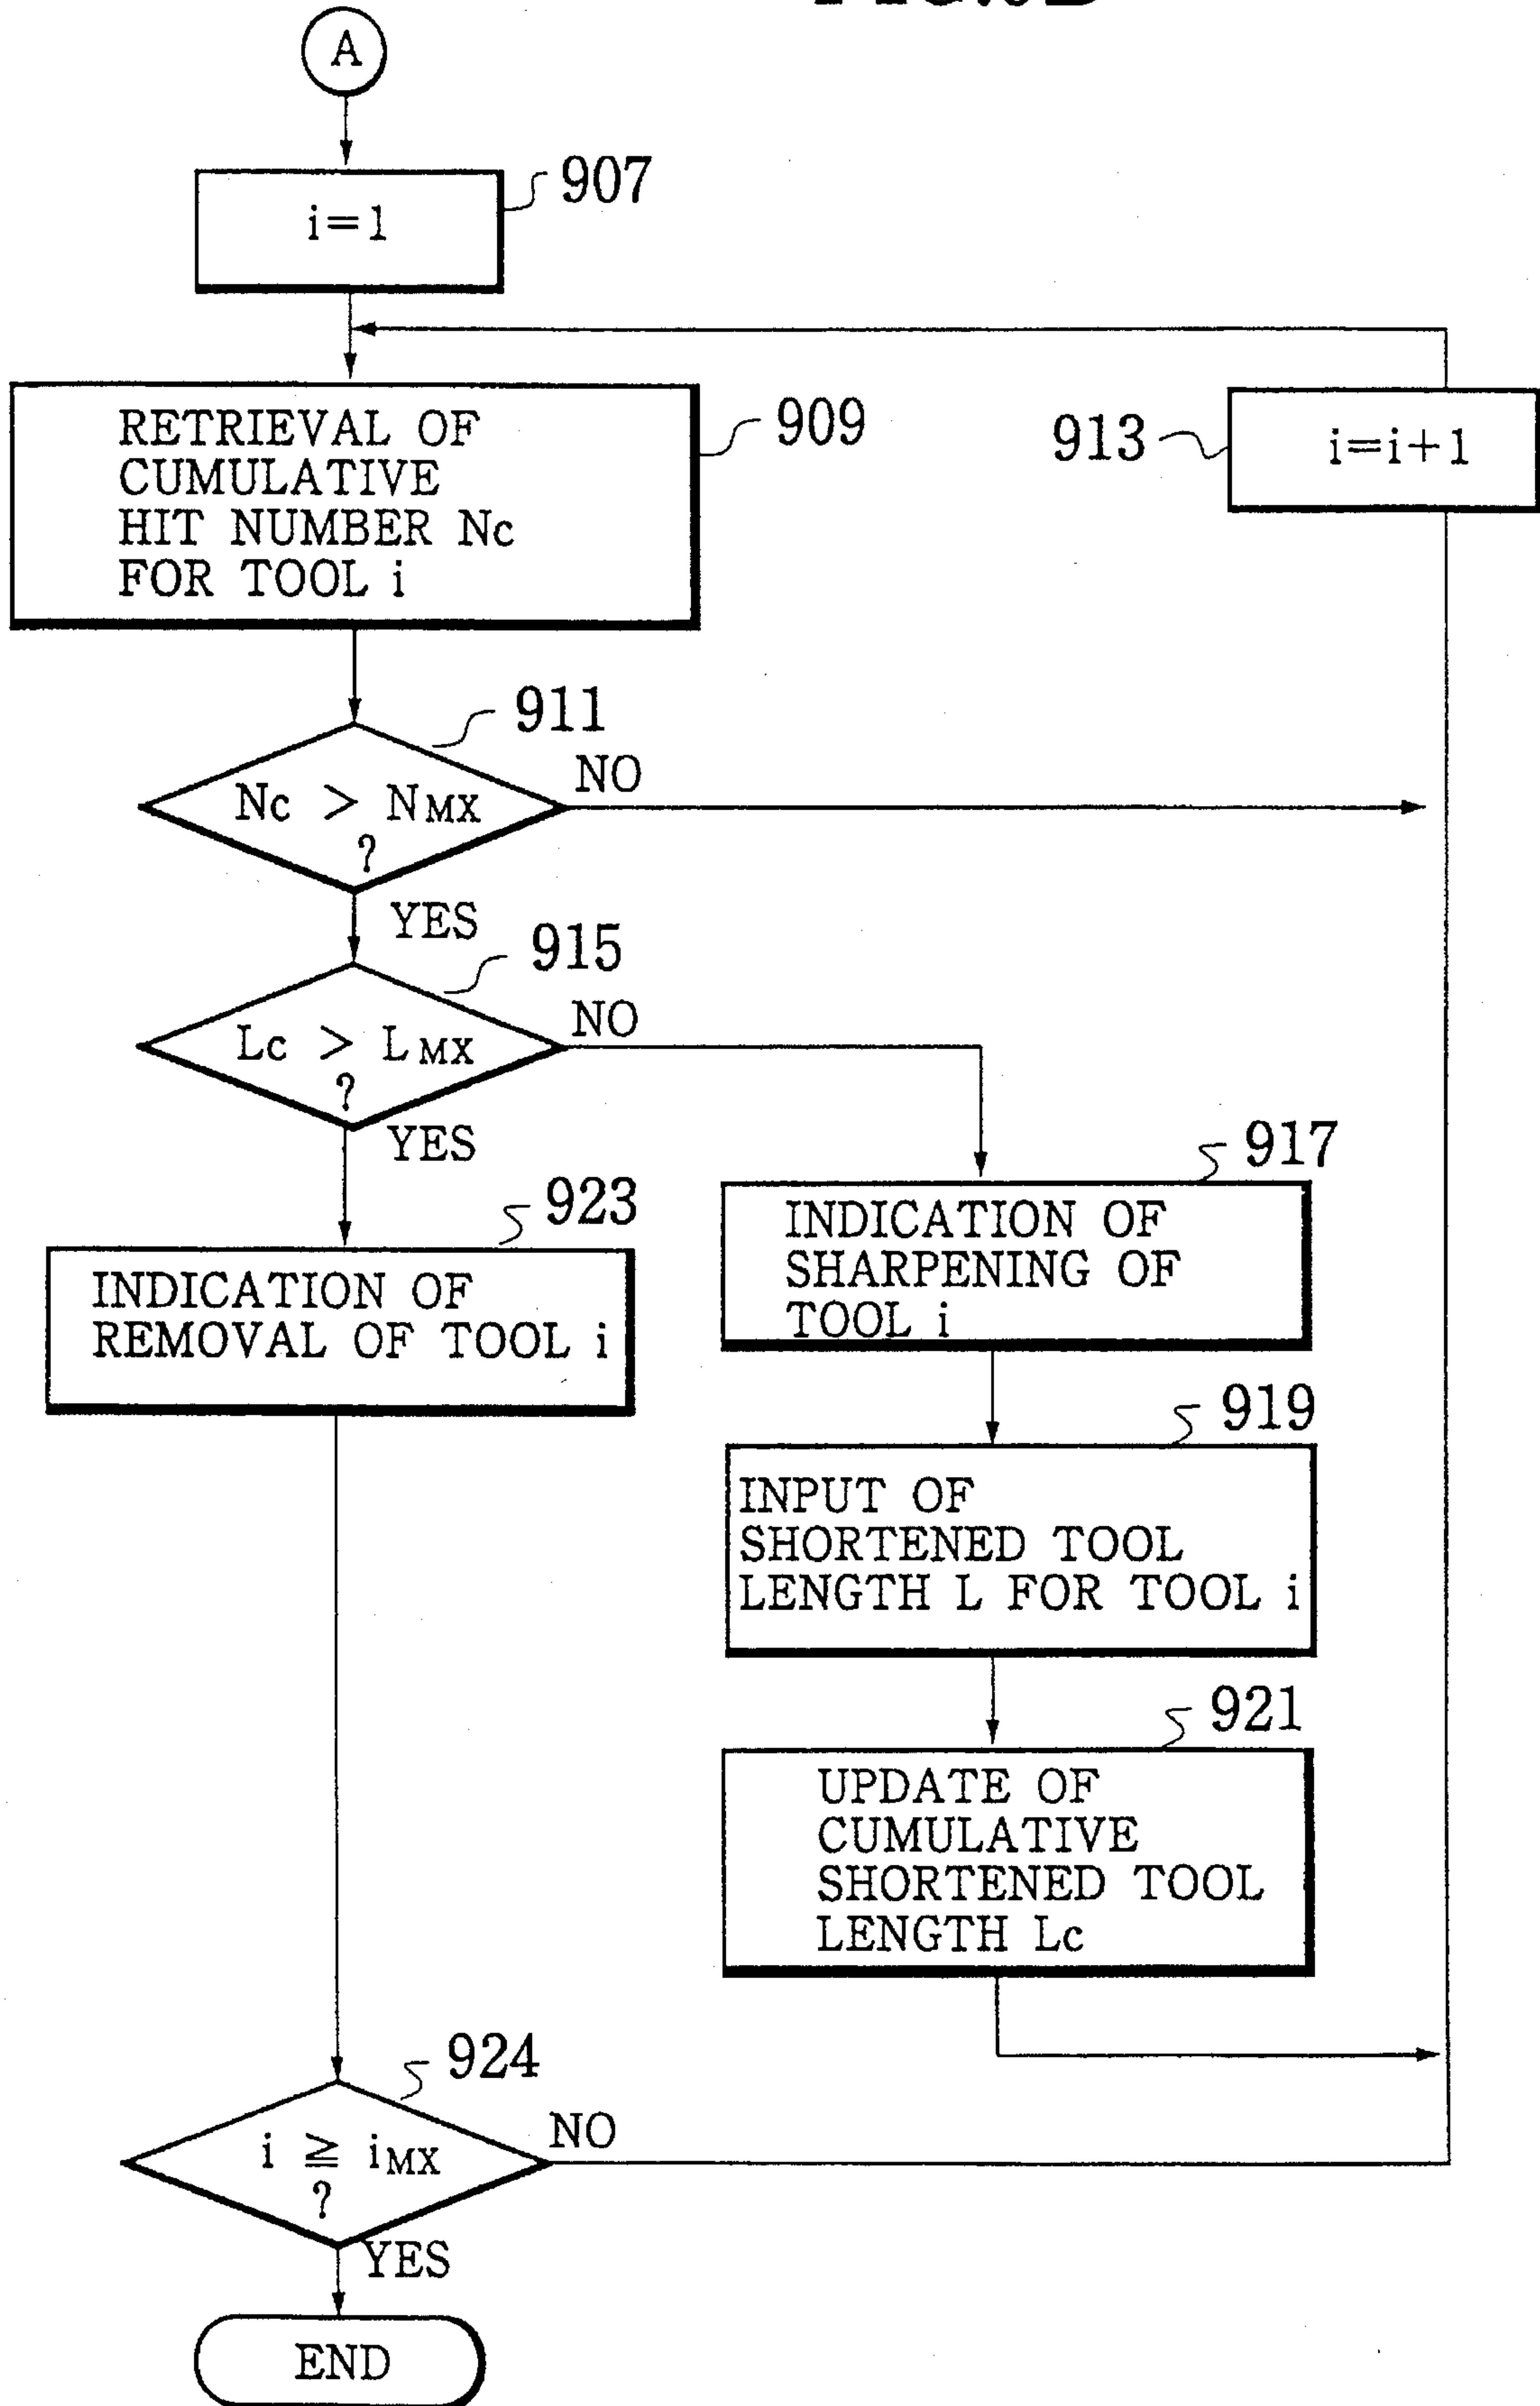 A
907
i=1
RETRIEVAL OF
CUMULATIVE
HIT NUMBER Nc
FOR TOOL i
909
913
i=i+1
911
Nc > NMX
?
NO
YES
915
Lc > LMX
?
NO
YES
917
INDICATION OF
SHARPENING OF
TOOL i
923
INDICATION OF
REMOVAL OF TOOL i
919
INPUT OF
SHORTENED TOOL
LENGTH L FOR TOOL i
921
UPDATE OF
CUMULATIVE
SHORTENED TOOL
LENGTH Lc
924
i ≧ iMX
?
NO
YES
END